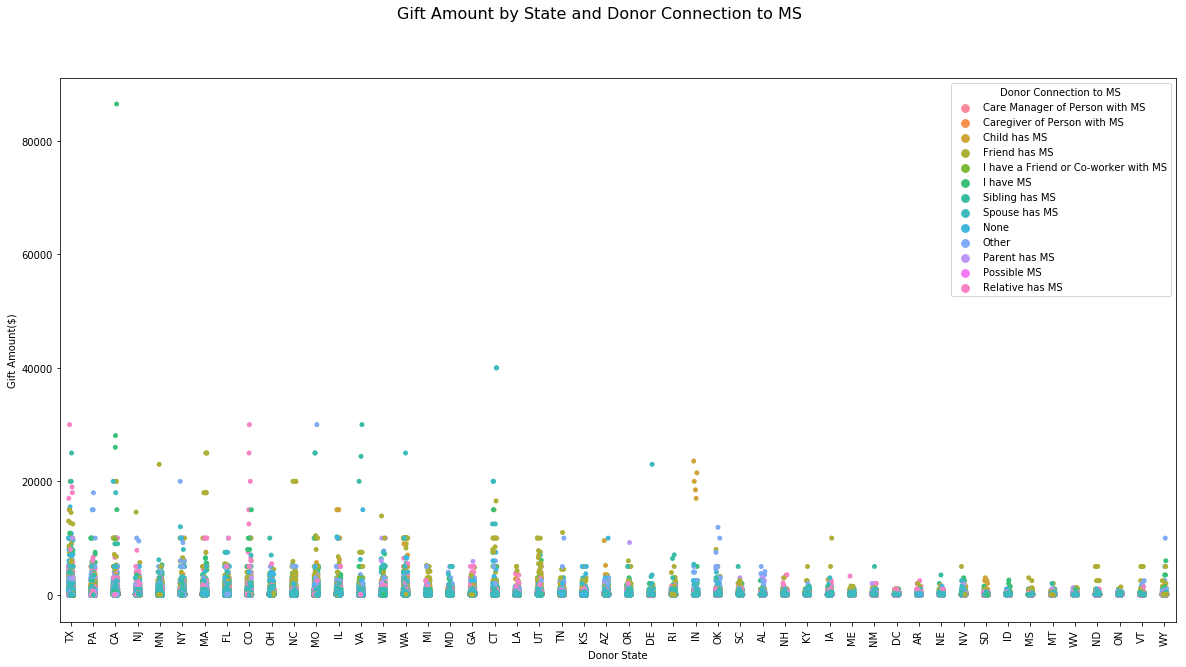 Gift Amount by State and Donor Connection to MS
Donor Connection to MS
Care Manager of Person with MS
Caregiver of Person with MS
Child has MS
Friend has MS
I have a Friend or Co-worker with MS
I have MS
Sibling has MS
Spouse has MS
None
Other
Parent has MS
Possible MS
Relative has MS
Gift Amount($)
80000
60000
40000
20000
0
TX PA CA NJ MN NY MA FL CO OH NC MO IL VA WI WA MI MD GA CT LA UT TN KS AZ OR DE RI IN OK SC AL NH KY IA ME NM DC AR NE NV SD ID MS MT WV ND ON VT WY
Donor State